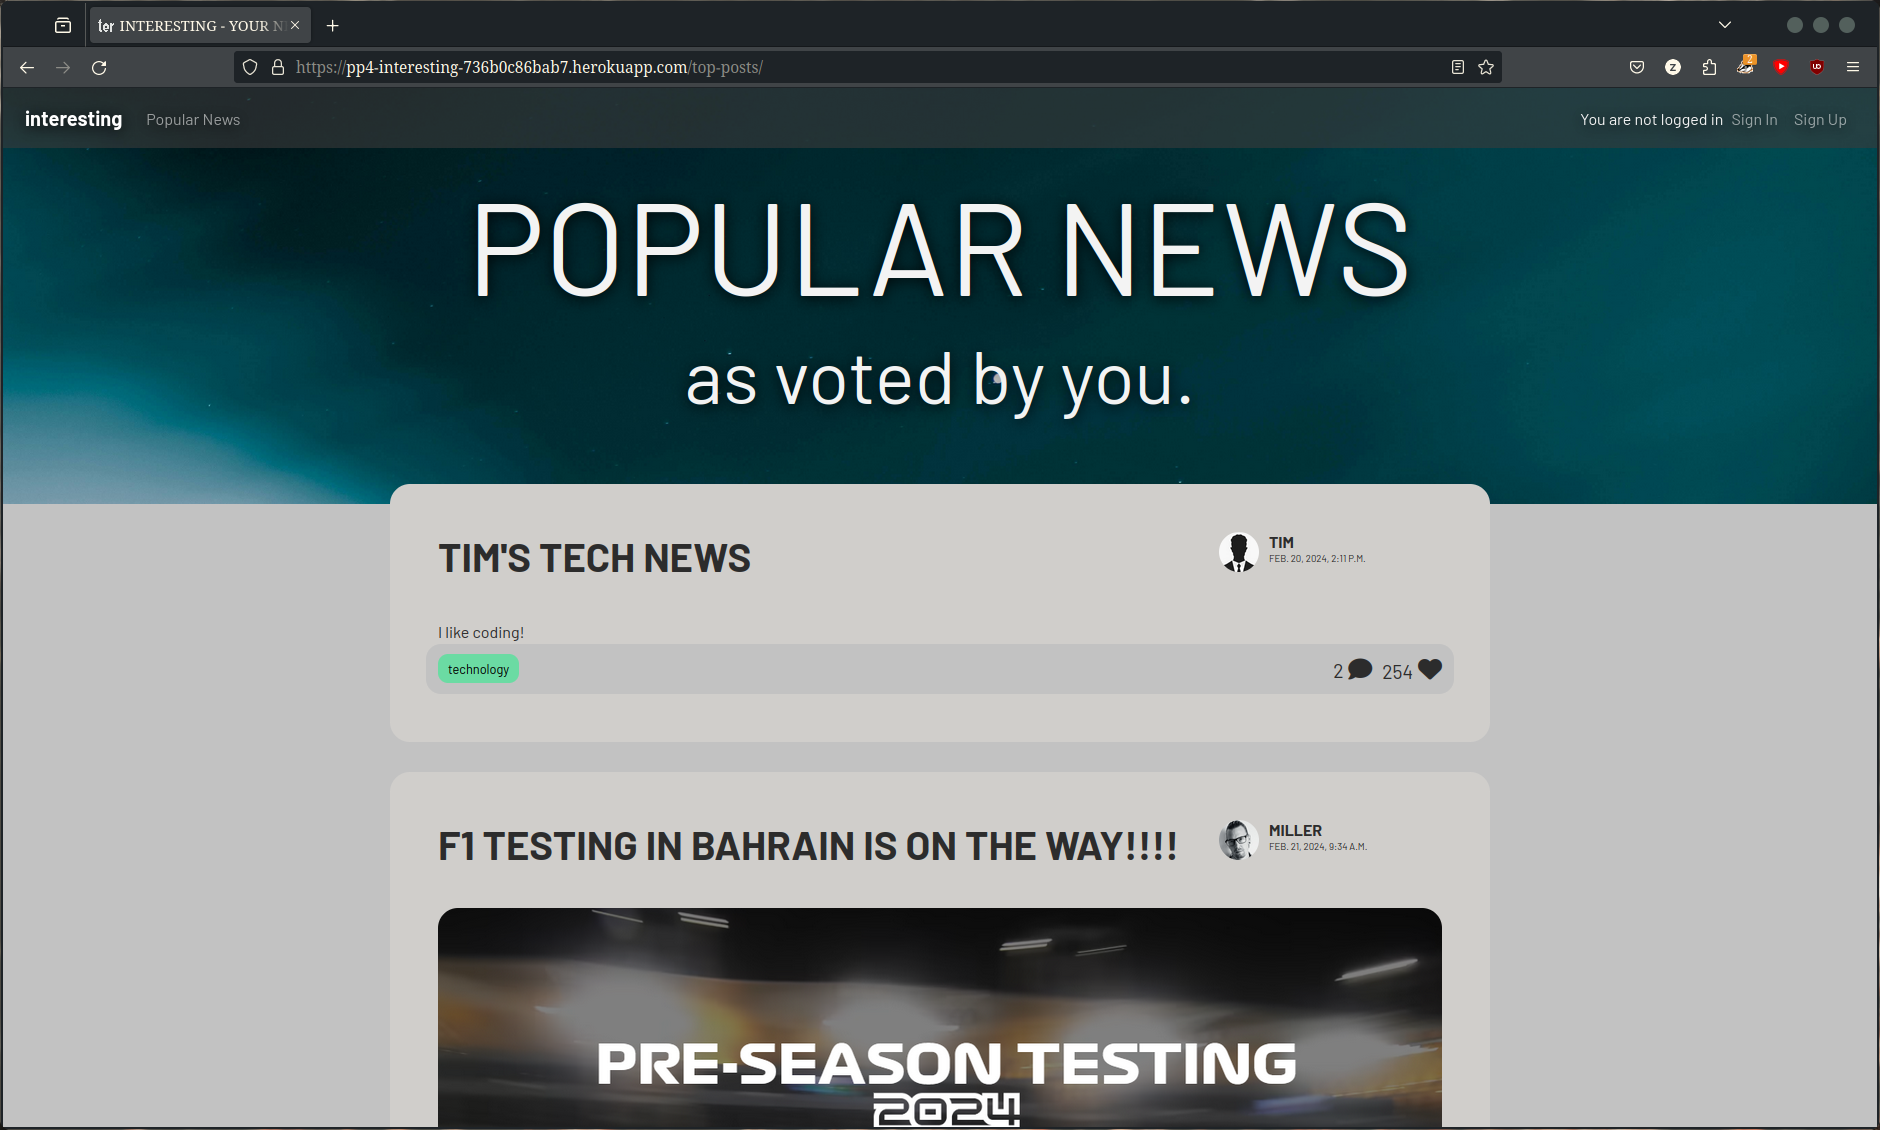 ter INTERESTING - YOUR N
https://pp4-interesting-736b0c86bab7.herokuapp.com/top-posts/
Z
2
UO
interesting Popular News
You are not logged in Sign In Sign Up
POPULAR NEWS
as voted by you.
TIM'S TECH NEWS
TIM
FEB. 20, 2024, 2:11 P.M.
I like coding!
technology
2 254
F1 TESTING IN BAHRAIN IS ON THE WAY!!!!
MILLER
FEB. 21, 2024, 9:34 A.M.
PRE-SEASON TESTING
2024